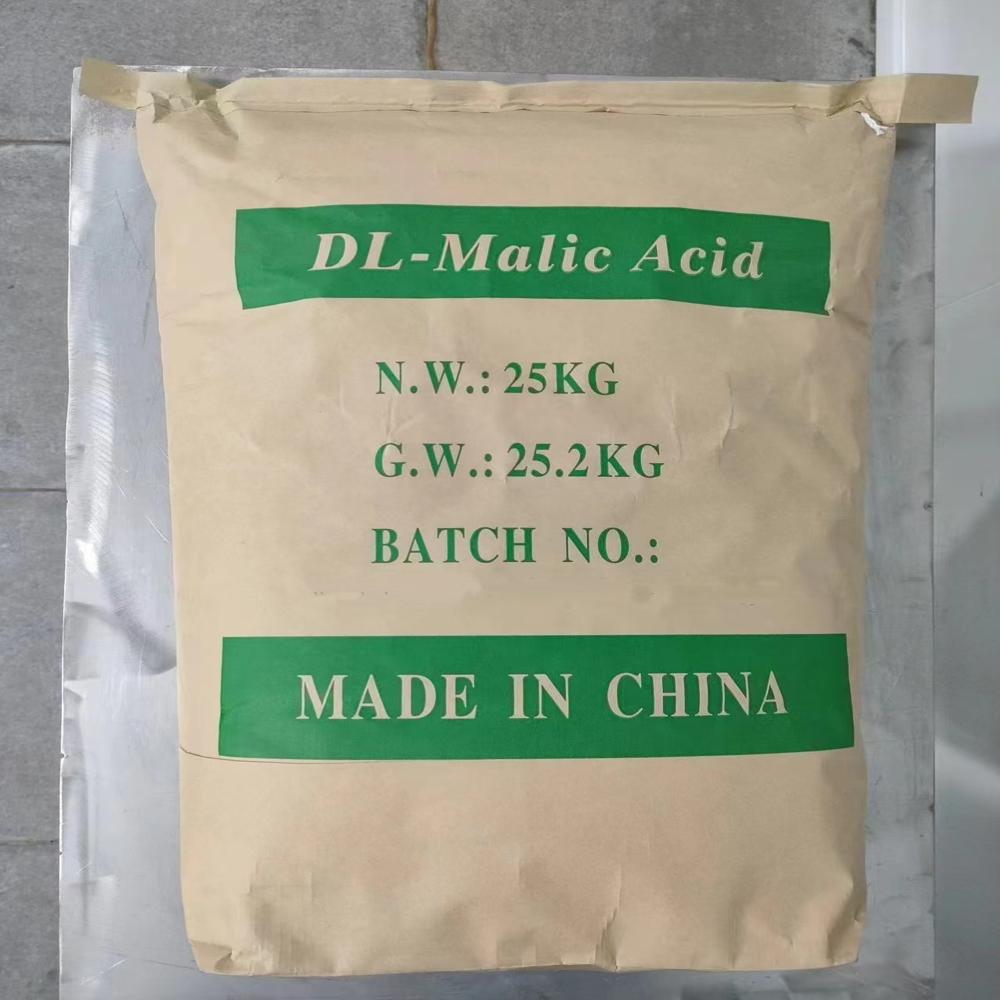 DL-Malic Acid
N.W.: 25KG
G.W.: 25.2KG
BATCH NO.:
MADE IN CHINA